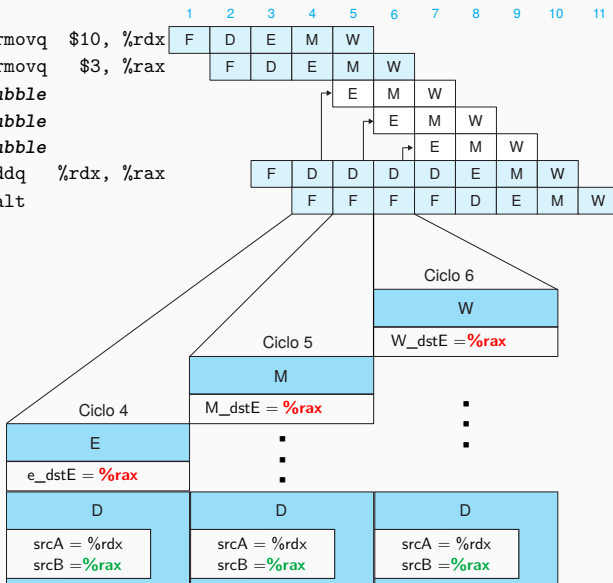 1 2 3 4 5 6 7 8 9 10 11
rmovq $10, %rdx F D E M W
rmovq $3, %rax F D E M W
ubble E M W
ubble E M W
ubble E M W
ddq %rdx, %rax F D D D D E M W
alt F F F F D E M W
Ciclo 6
W
W_dstE =%rax
Ciclo 5
M
M_dstE = %rax
Ciclo 4
E
e_dstE = %rax
D D D
srcA = %rdx srcA = %rdx srcA = %rdx
srcB =%rax srcB =%rax srcB =%rax